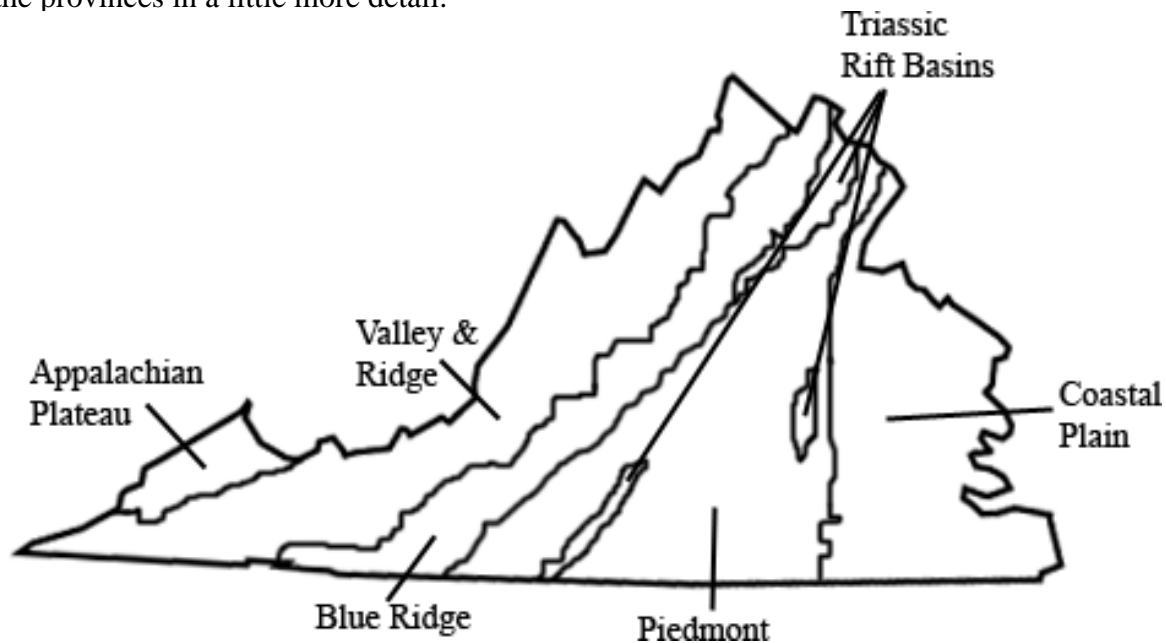 the provinces in a little more detail.
Triassic
Rift Basins
Valley &
Ridge
Appalachian
Plateau
Coastal
Plain
Blue Ridge
Piedmont